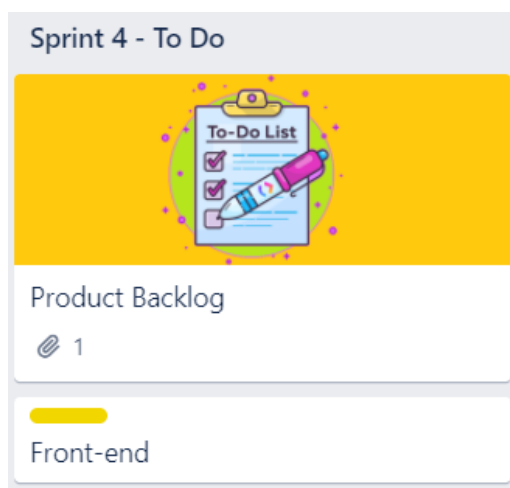 Sprint 4 - To Do
To-Do List
Product Backlog
1
Front-end